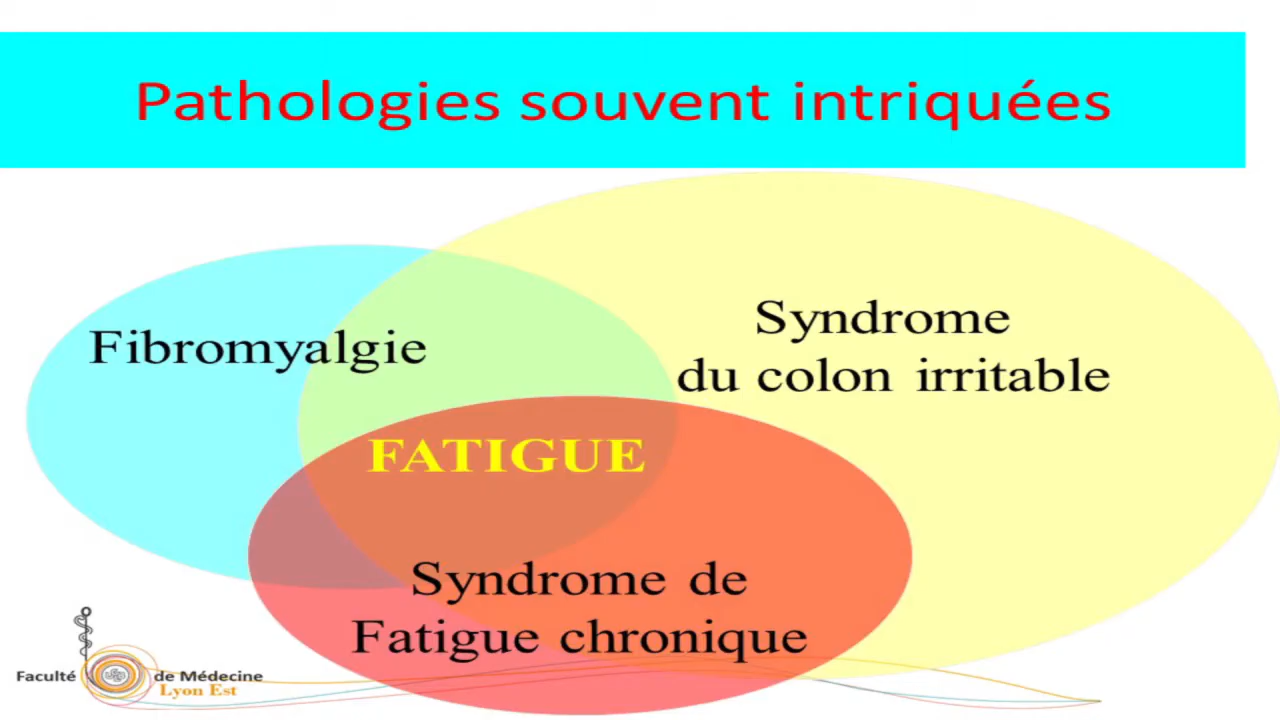 Pathologies souvent intriquées
Fibromyalgie
Syndrome
du colon irritable
FATIGUE
Syndrome de
Fatigue chronique
Faculté de Médecine
Lyon Est